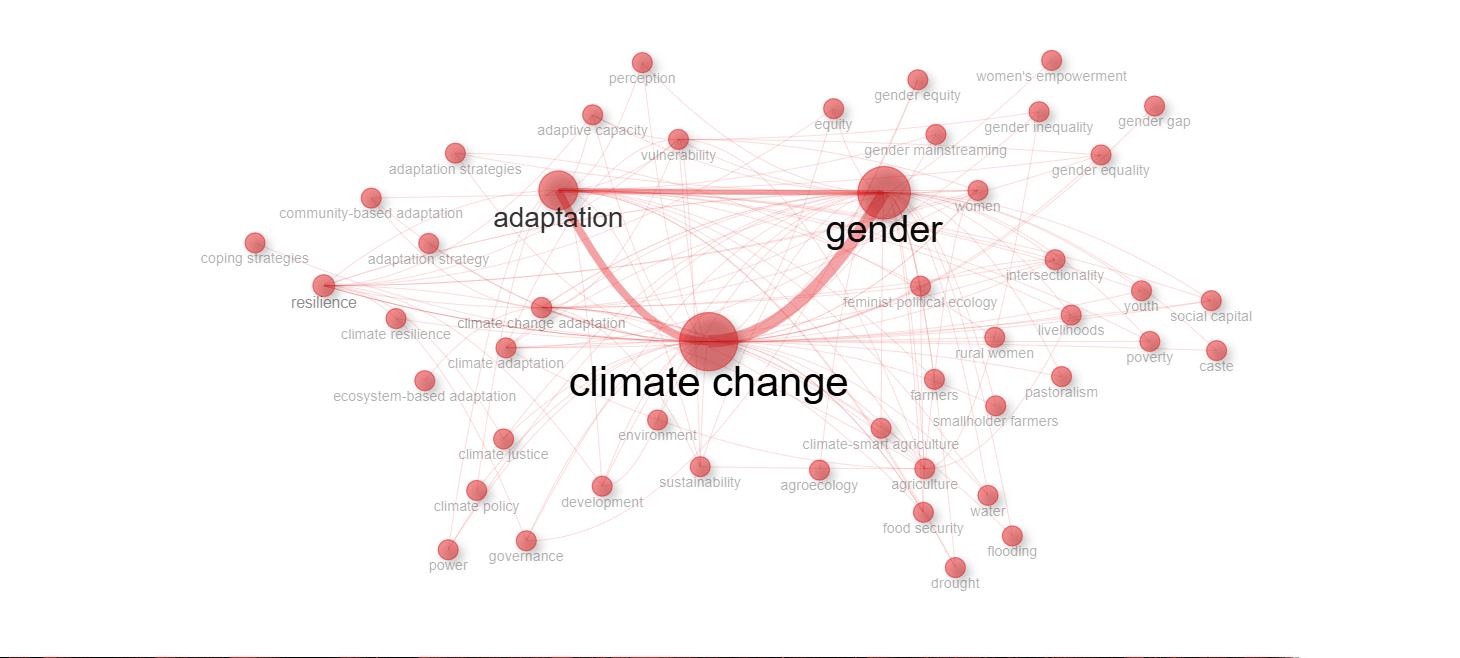 perception
women's empowerment
gender equity
adaptive capacity
equity
gender inequality
gender gap
vulnerability
gender mainstreaming
adaptation strategies
gender equality
community-based adaptation
adaptation
women
gender
coping strategies
adaptation strategy
intersectionality
resilience
feminist political ecology
youth
social capital
climate change adaptation
livelihoods
climate resilience
rural women
poverty
climate adaptation
caste
climate change
ecosystem-based adaptation
farmers
pastoralism
smallholder farmers
environment
climate-smart agriculture
climate justice
sustainability
agroecology
agriculture
development
climate policy
water
food security
governance
flooding
power
drought